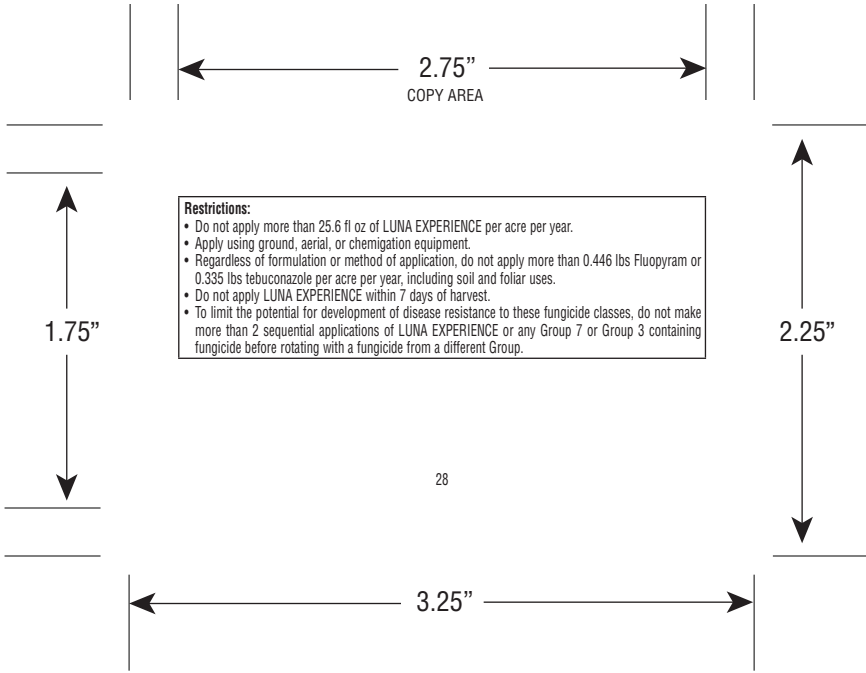 2.75”
COPY AREA
Restrictions:
• Do not apply more than 25.6 fl oz of LUNA EXPERIENCE per acre per year.
• Apply using ground, aerial, or chemigation equipment.
• Regardless of formulation or method of application, do not apply more than 0.446 lbs Fluopyram or
0.335 lbs tebuconazole per acre per year, including soil and foliar uses.
• Do not apply LUNA EXPERIENCE within 7 days of harvest.
• To limit the potential for development of disease resistance to these fungicide classes, do not make
more than 2 sequential applications of LUNA EXPERIENCE or any Group 7 or Group 3 containing
fungicide before rotating with a fungicide from a different Group.
1.75”
2.25”
28
3.25”